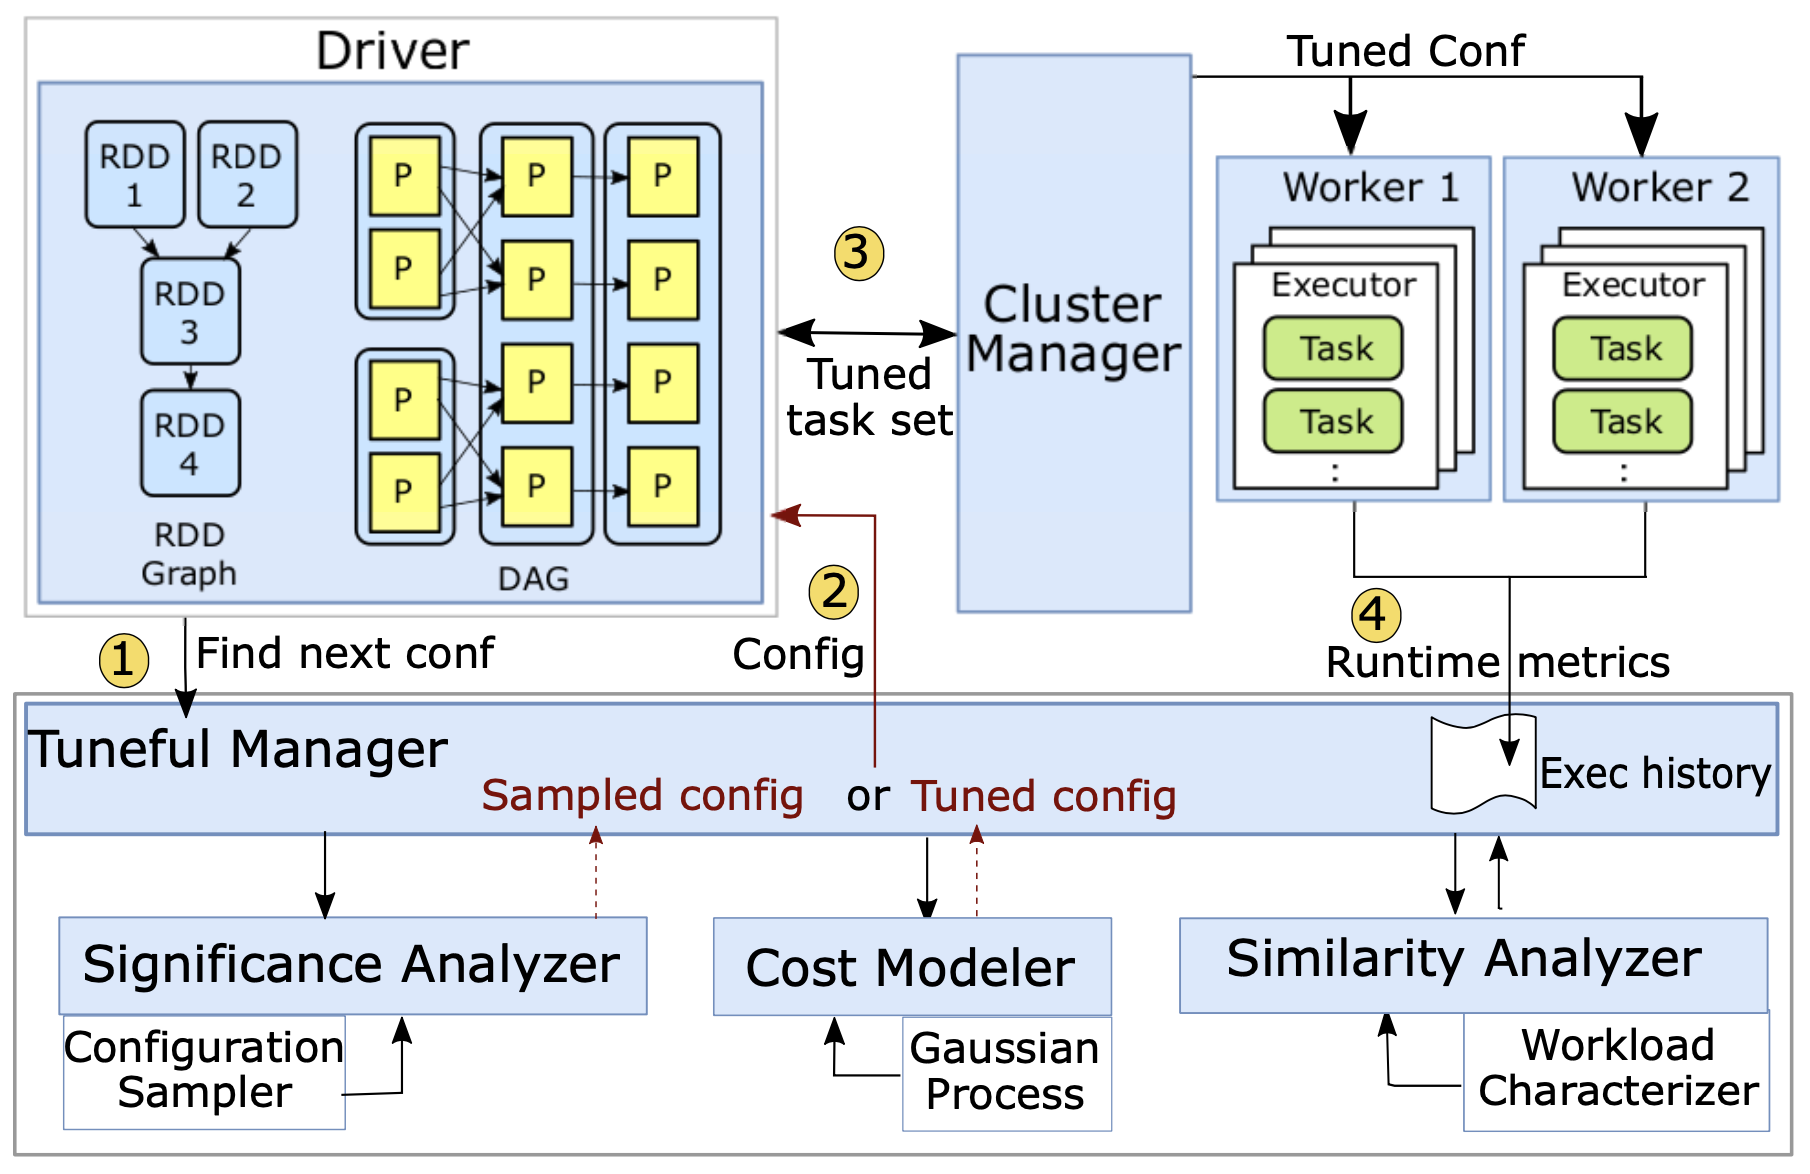 Driver
RDD
1
RDD
2
RDD
3
RDD
4
RDD
Graph
P
P
P
P
P
P
P
P
P
P
P
P
DAG
3
Tuned
task set
Cluster
Manager
Tuned Conf
Worker 1
Executor
Task
Task
:
Worker 2
Executor
Task
Task
:
1
Find next conf
2
Config
4
Runtime metrics
Tuneful Manager
Sampled config or Tuned config
Exec history
Significance Analyzer
Configuration
Sampler
Cost Modeler
Gaussian
Process
Similarity Analyzer
Workload
Characterizer